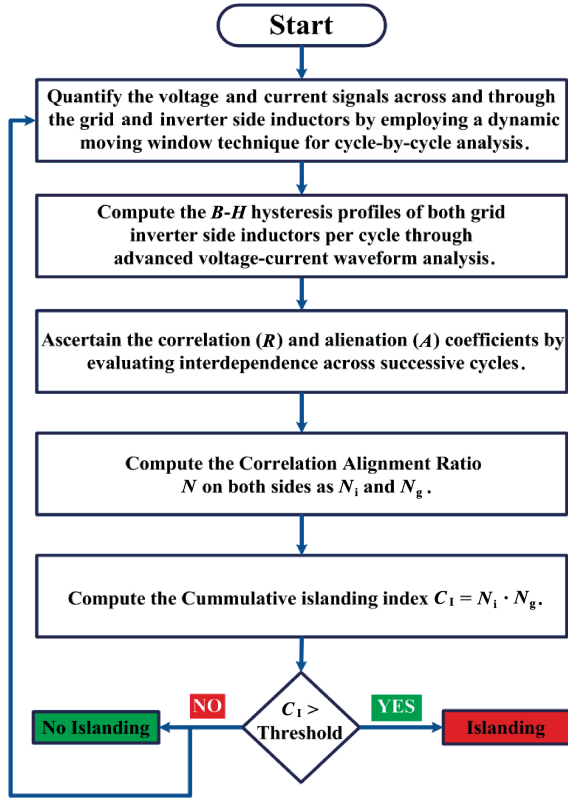 Start
Quantify the voltage and current signals across and through
the grid and inverter side inductors by employing a dynamic
moving window technique for cycle-by-cycle analysis.
Compute the B-H hysteresis profiles of both grid
inverter side inductors per cycle through
advanced voltage-current waveform analysis.
Ascertain the correlation (R) and alienation (A) coefficients by
evaluating interdependence across successive cycles.
Compute the Correlation Alignment Ratio
N on both sides as Nᵢ and N_g.
Compute the Cummulative islanding index C_I = Nᵢ · N_g.
C_I >
Threshold
NO
YES
No Islanding
Islanding